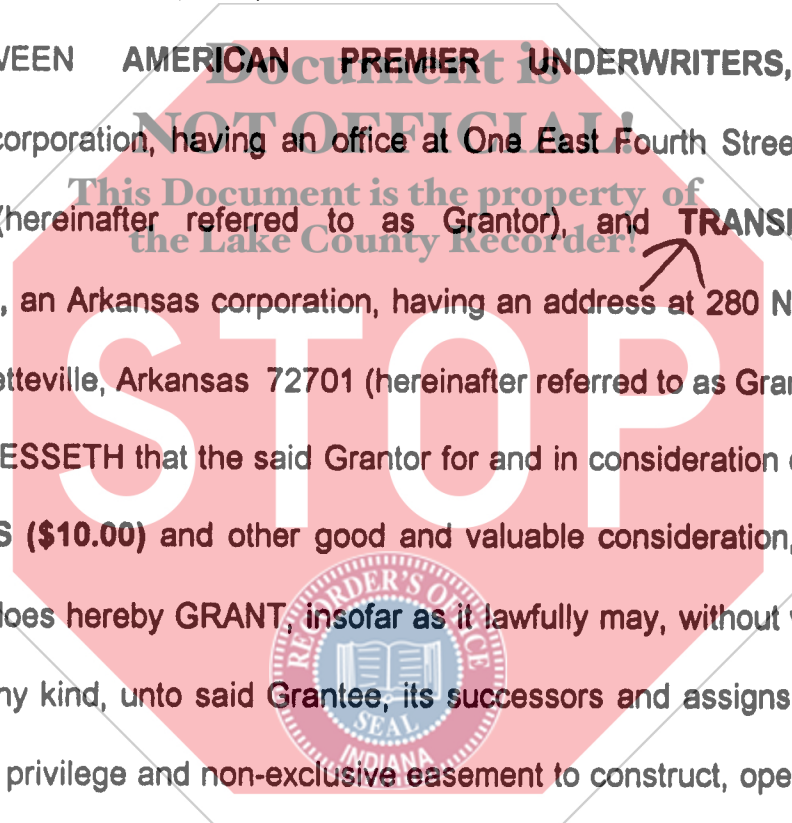 VEEN AMERICAN PREMIER UNDERWRITERS,
Document is
corporation, having an office at One East Fourth Stree
NOT OFFICIAL!
This Document is the property of
(hereinafter referred to as Grantor), and TRANS
the Lake County Recorder!
, an Arkansas corporation, having an address at 280 N
etteville, Arkansas 72701 (hereinafter referred to as Gra
STOP
ESSETH that the said Grantor for and in consideration
S ($10.00) and other good and valuable consideration,
does hereby GRANT, insofar as it lawfully may, without
RECORDER'S OFFICE
ny kind, unto said Grantee, its successors and assigns
SEAL
INDIANA
privilege and non-exclusive easement to construct, ope